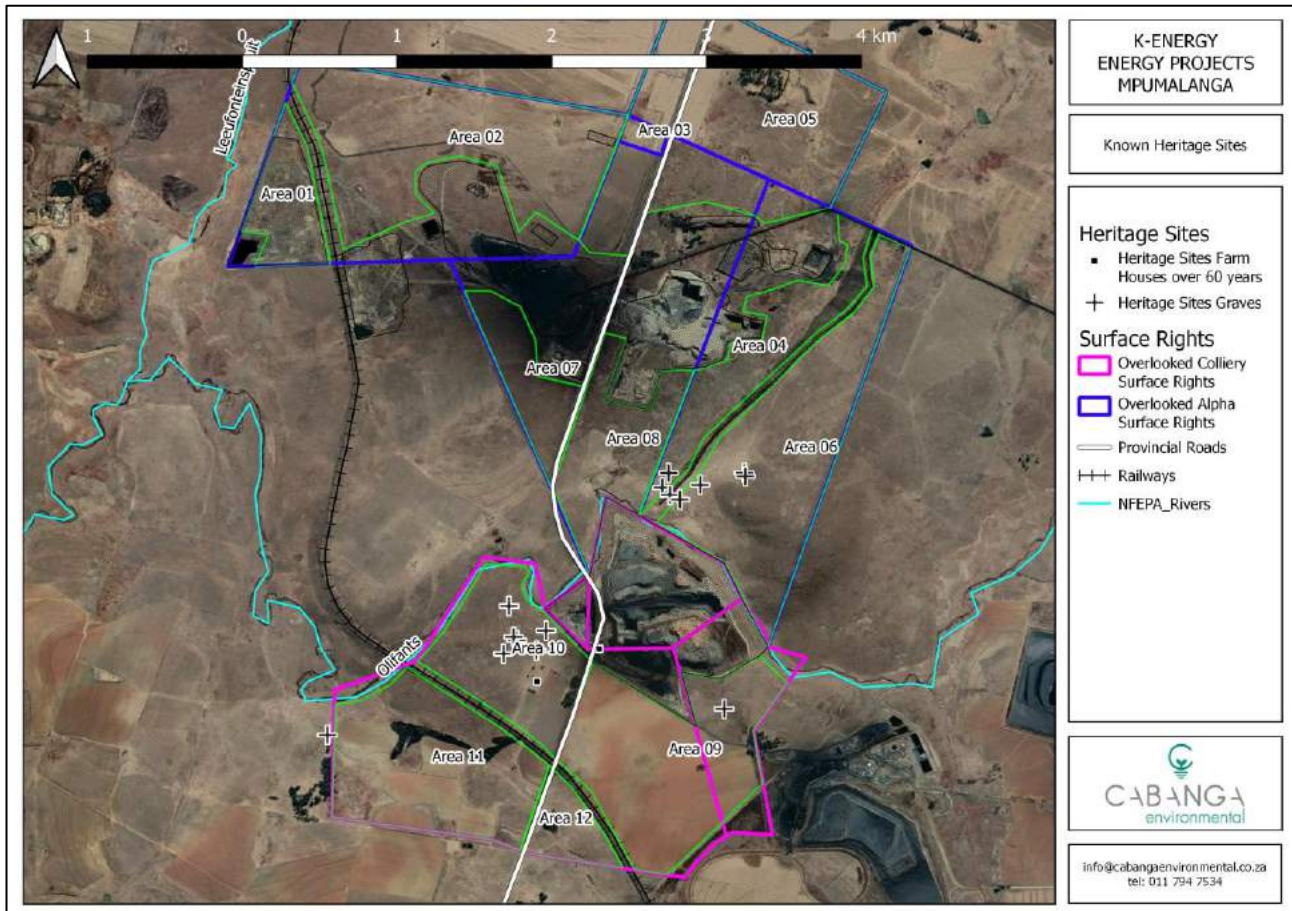 1 0 1 2 3 4 km
Leeufonteinspruit
Area 01
Area 02
Area 03
Area 05
Area 07
Area 04
Area 08
Area 06
Olifants
Area 10
Area 11
Area 09
Area 12
K-ENERGY
ENERGY PROJECTS
MPUMALANGA
Known Heritage Sites
Heritage Sites
Heritage Sites Farm
Houses over 60 years
Heritage Sites Graves
Surface Rights
Overlooked Colliery
Surface Rights
Overlooked Alpha
Surface Rights
Provincial Roads
Railways
NFEPA_Rivers
CABANGA
environmental
info@cabangaenvironmental.co.za
tel: 011 794 7534